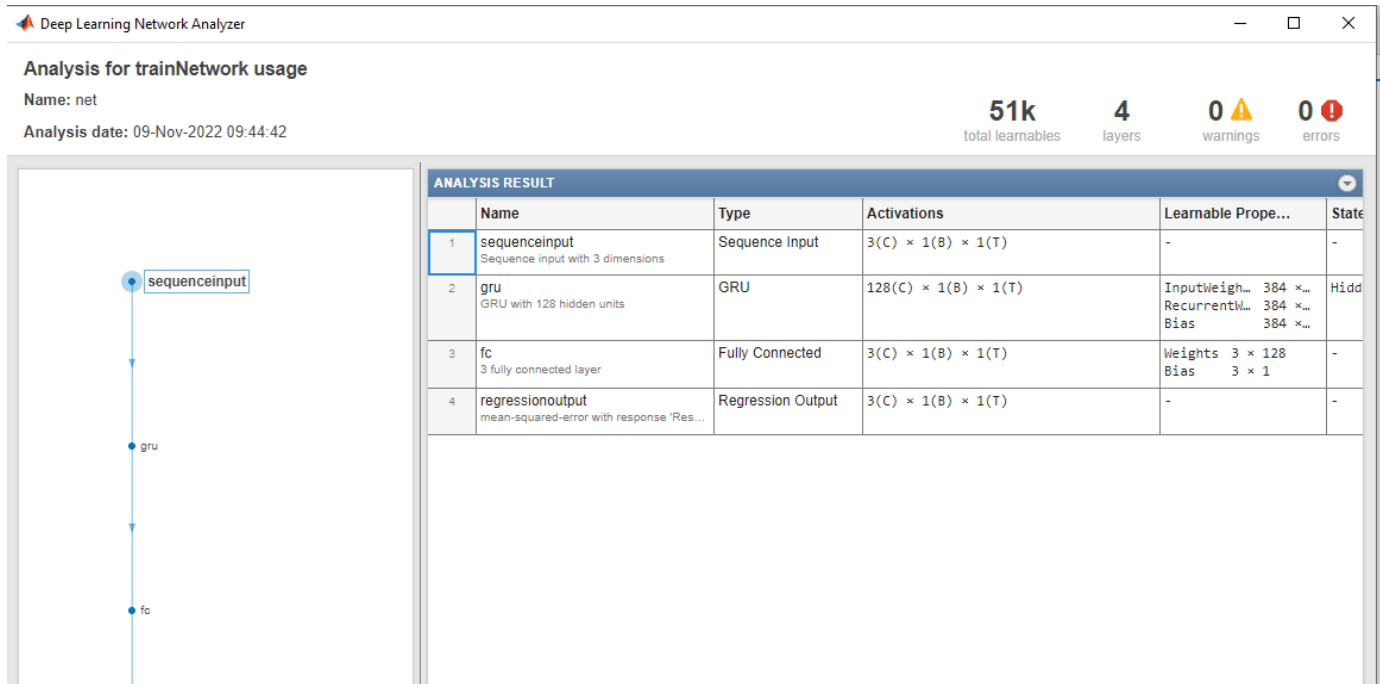 Deep Learning Network Analyzer
Analysis for trainNetwork usage
Name: net
Analysis date: 09-Nov-2022 09:44:42
51k
total learnables
4
layers
0
warnings
0
errors
sequenceinput
gru
fc
ANALYSIS RESULT
Name Type Activations Learnable Prope... State
1 sequenceinput Sequence Input 3(C) × 1(B) × 1(T) - -
Sequence input with 3 dimensions
2 gru GRU 128(C) × 1(B) × 1(T) InputWeigh… 384 ×… Hidd
GRU with 128 hidden units RecurrentW… 384 ×…
Bias 384 ×…
3 fc Fully Connected 3(C) × 1(B) × 1(T) Weights 3 × 128 -
3 fully connected layer Bias 3 × 1
4 regressionoutput Regression Output 3(C) × 1(B) × 1(T) - -
mean-squared-error with response 'Res...